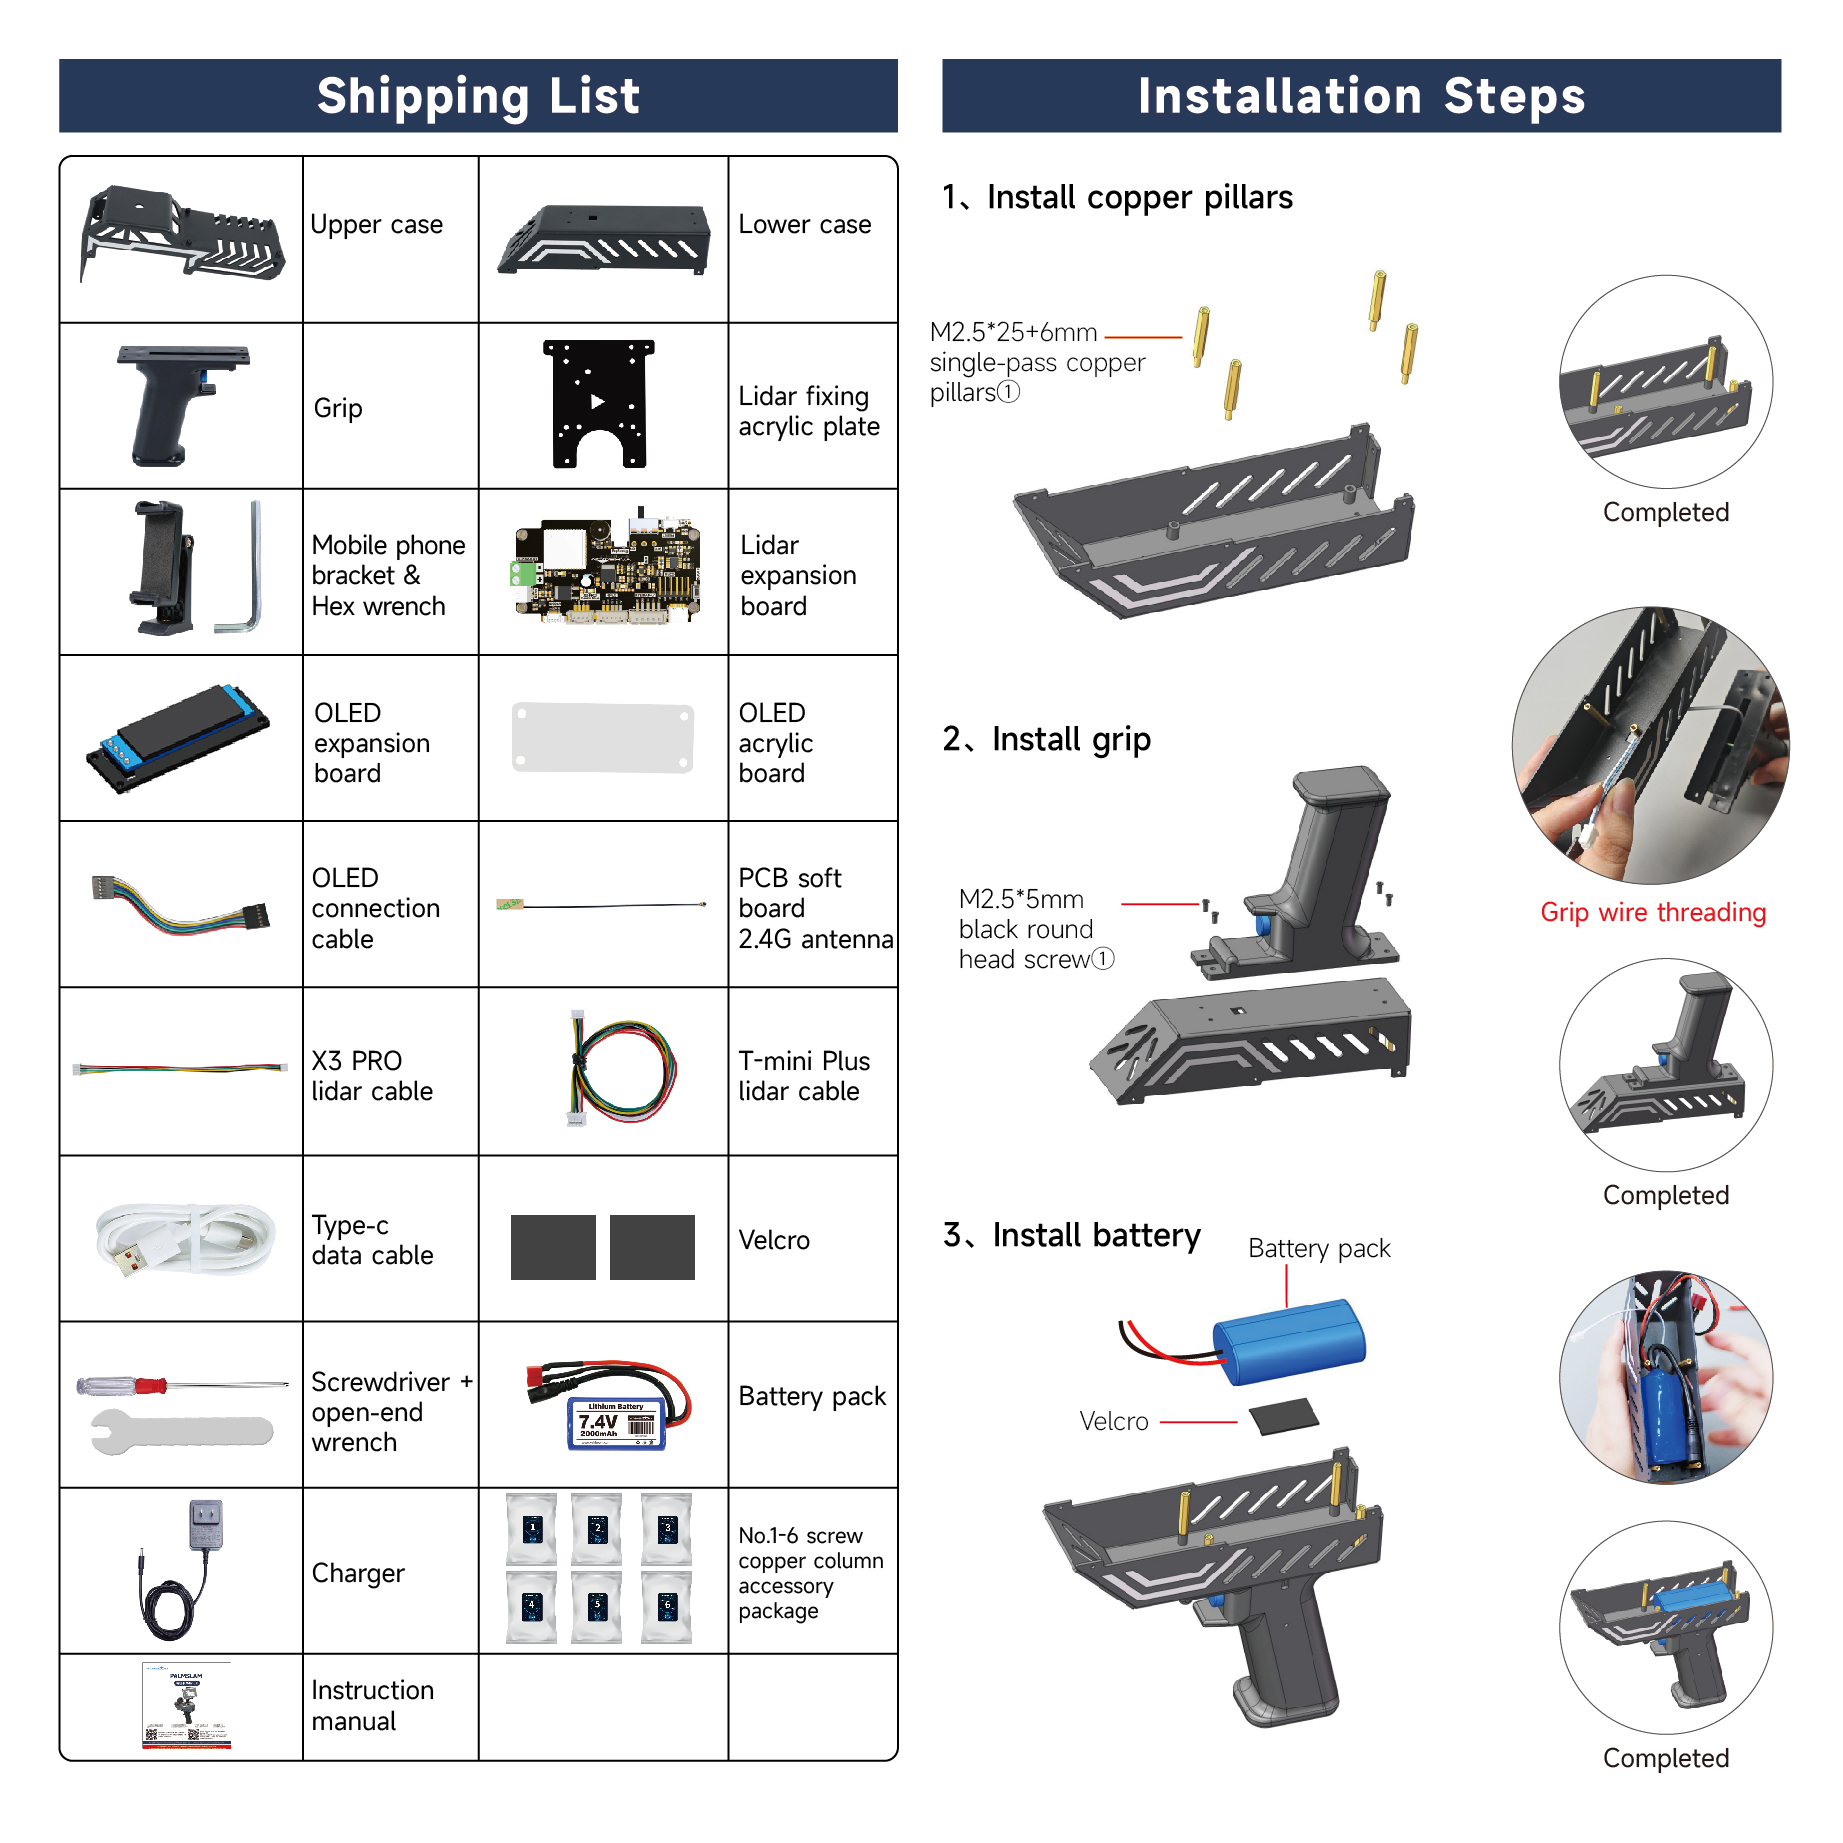 Shipping List
Upper case
Lower case
Grip
Lidar fixing
acrylic plate
Mobile phone
bracket &
Hex wrench
Lidar
expansion
board
OLED
expansion
board
OLED
acrylic
board
OLED
connection
cable
PCB soft
board
2.4G antenna
X3 PRO
lidar cable
T-mini Plus
lidar cable
Type-c
data cable
Velcro
Screwdriver +
open-end
wrench
Lithium Battery
7.4V
2000mAh
Battery pack
Charger
1
2
3
4
5
6
No.1-6 screw
copper column
accessory
package
PALMSLAM
Instruction
manual
Installation Steps
1、Install copper pillars
M2.5*25+6mm
single-pass copper
pillars①
Completed
2、Install grip
M2.5*5mm
black round
head screw①
Grip wire threading
Completed
3、Install battery
Battery pack
Velcro
Completed